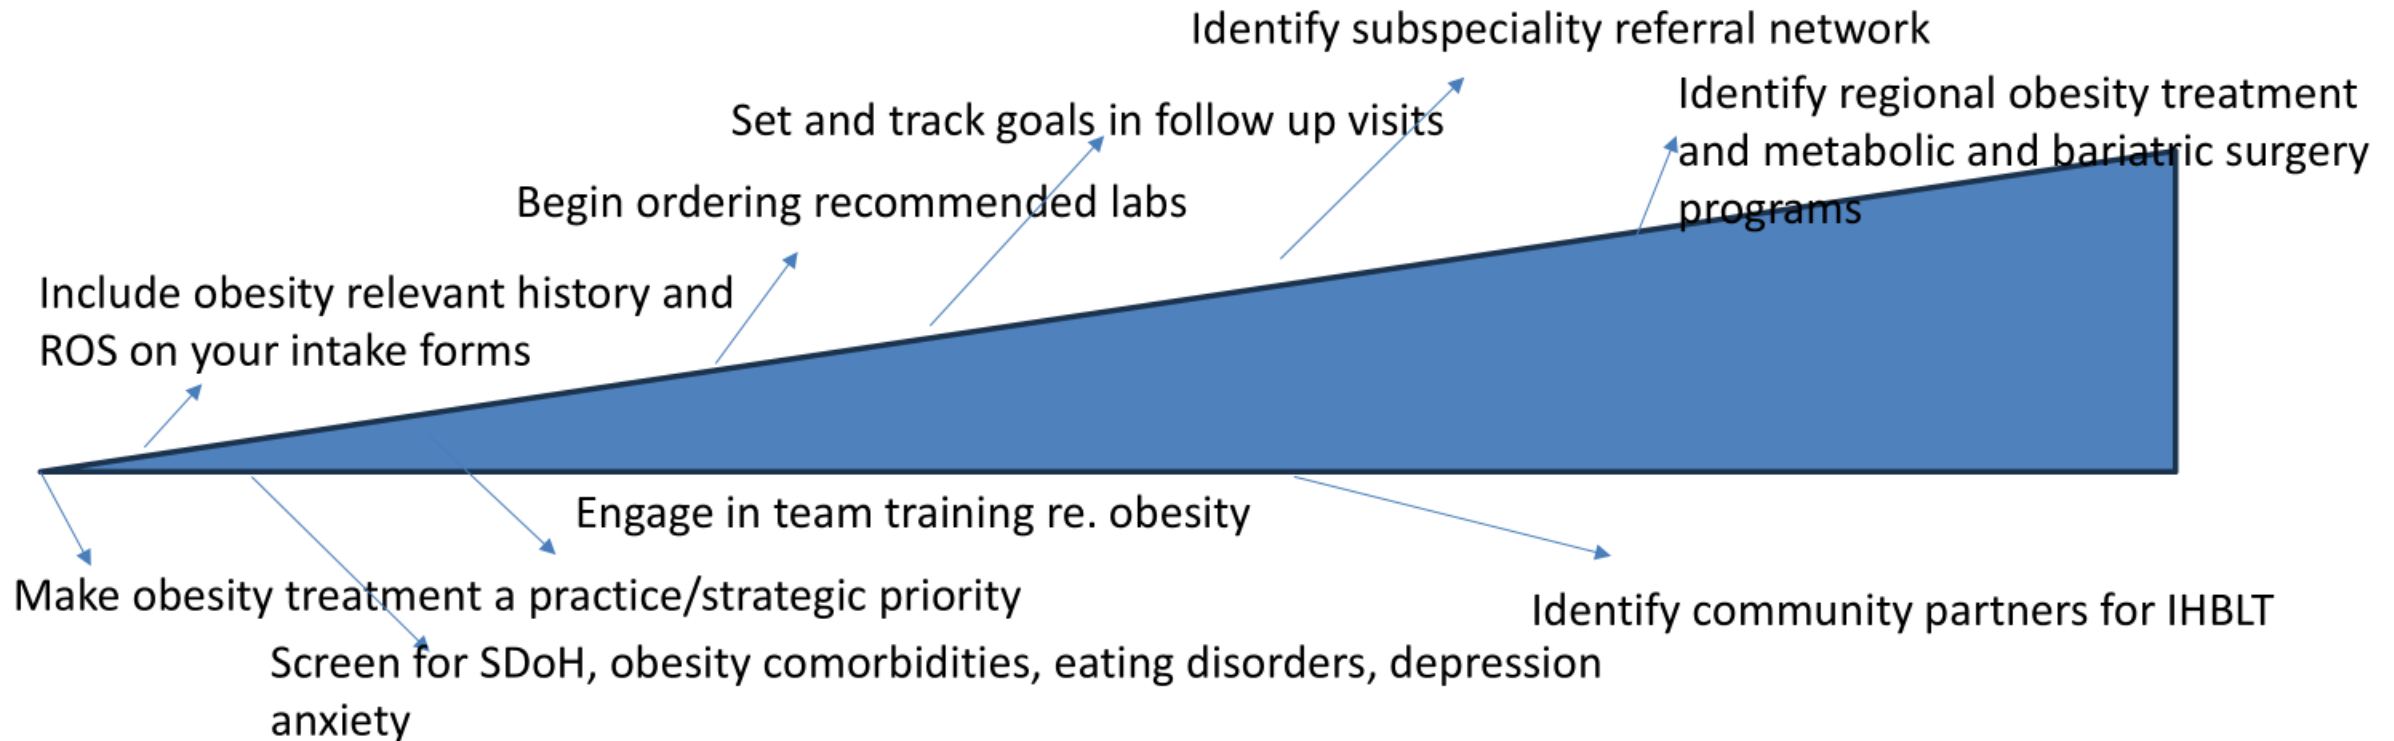 Identify subspeciality referral network
Identify regional obesity treatment
and metabolic and bariatric surgery
programs
Set and track goals in follow up visits
Begin ordering recommended labs
Include obesity relevant history and
ROS on your intake forms
Engage in team training re. obesity
Make obesity treatment a practice/strategic priority
Identify community partners for IHBLT
Screen for SDoH, obesity comorbidities, eating disorders, depression
anxiety